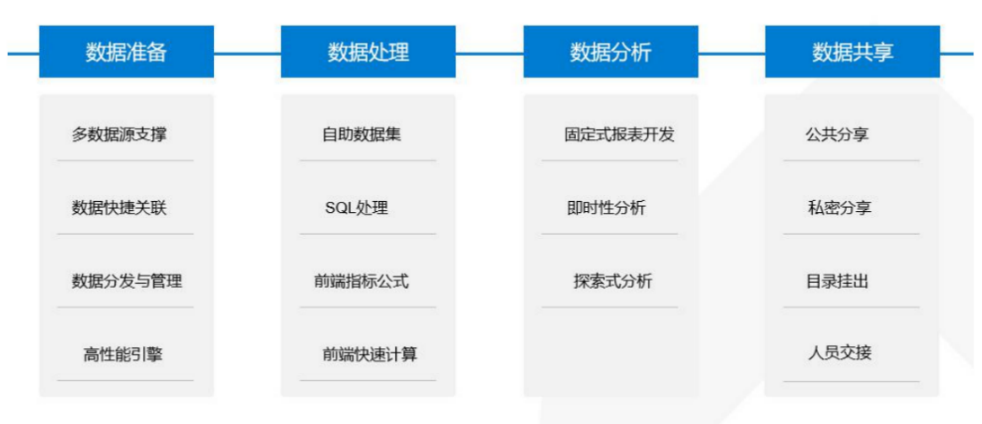 数据准备
数据处理
数据分析
数据共享
多数据源支撑
自助数据集
固定式报表开发
公共分享
数据快捷关联
SQL处理
即时性分析
私密分享
数据分发与管理
前端指标公式
探索式分析
目录挂出
高性能引擎
前端快速计算
人员交接